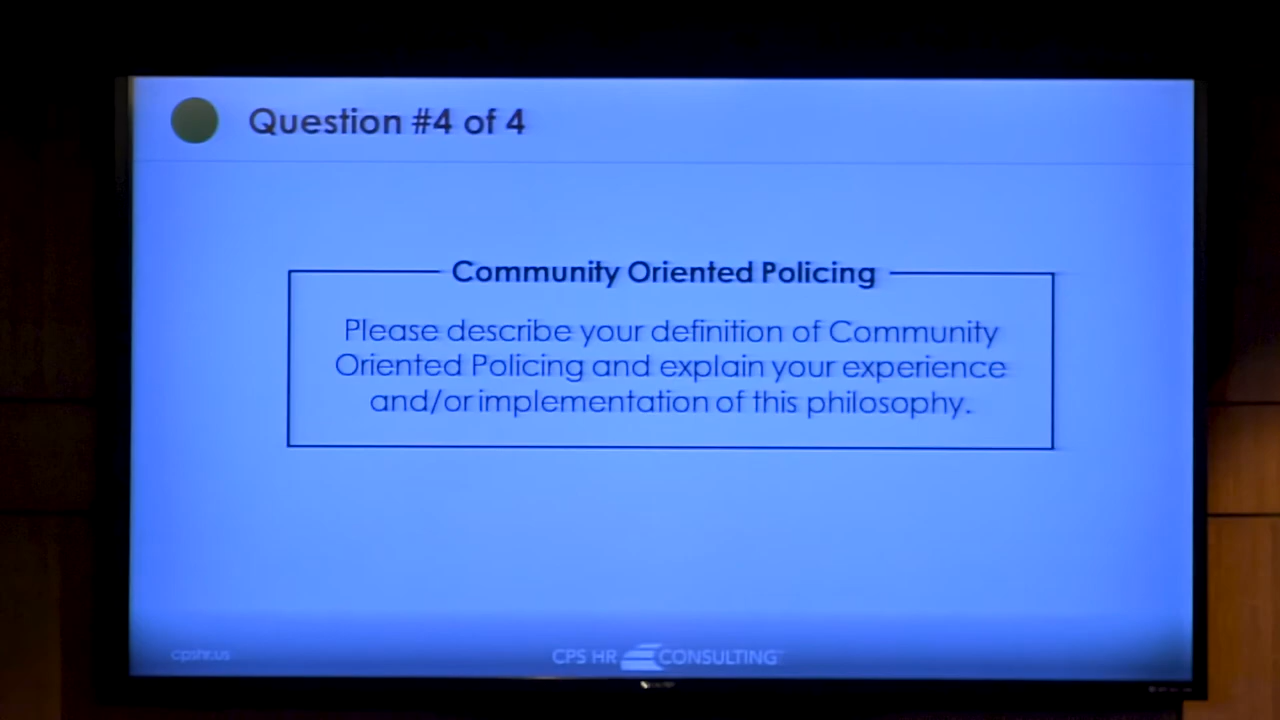 Question #4 of 4
Community Oriented Policing
Please describe your definition of Community
Oriented Policing and explain your experience
and/or implementation of this philosophy.
cpshr.us
CPS HR CONSULTING